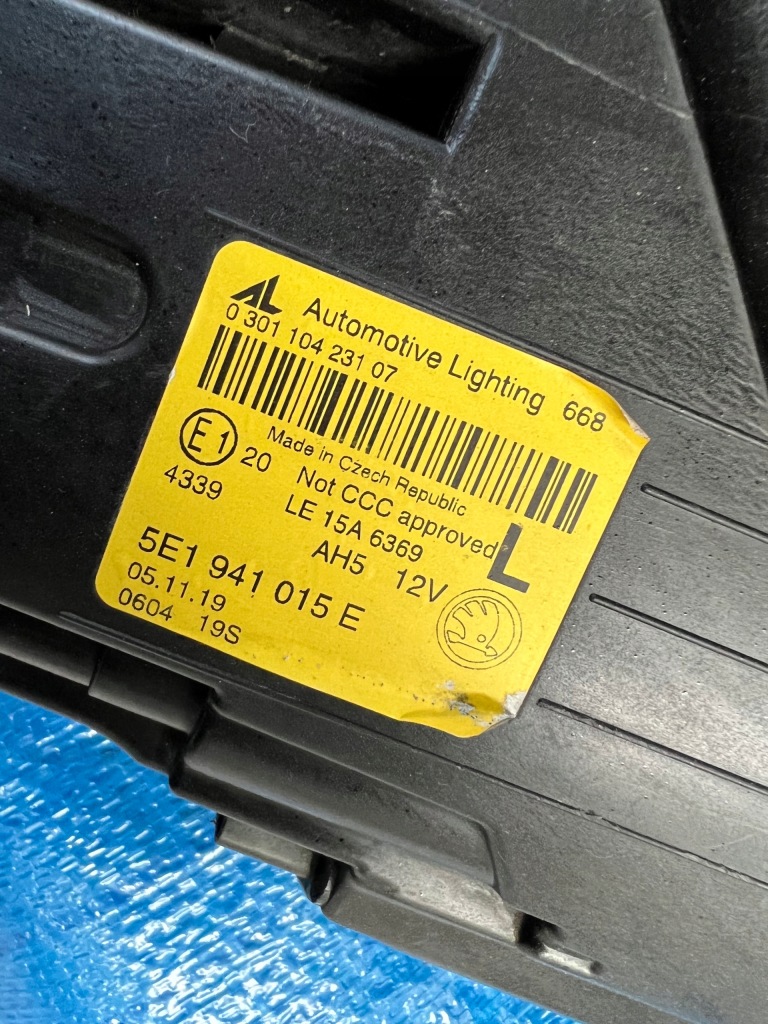 AL Automotive Lighting 668
0 301 104 231 07
Made in Czech Republic
E1 20 Not CCC approved
4339 LE 15A 6369 L
AH5 12V
5E1 941 015 E
05.11.19
0604 19S